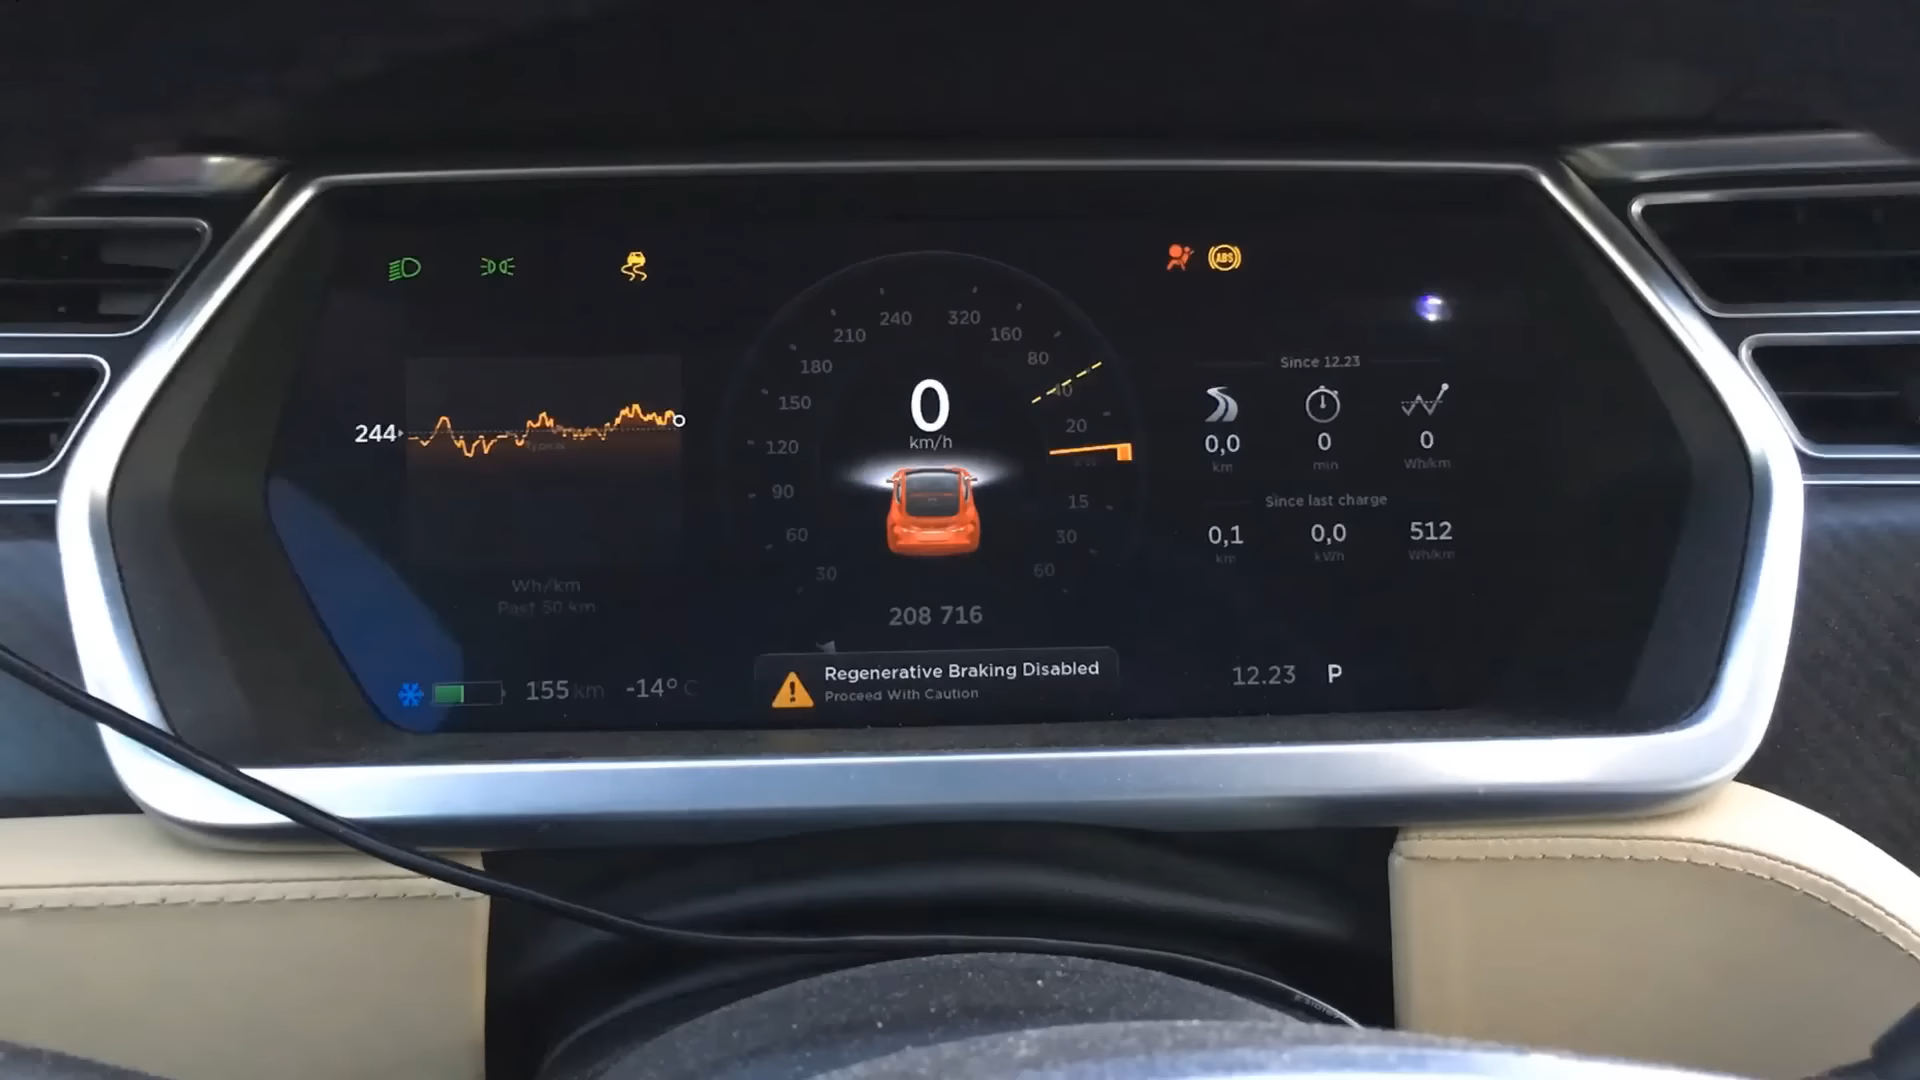 ABS
240
320
210
160
180
80
40
150
20
244
120
90
15
60
30
30
60
0
km/h
Since 12.23
0,0
0
0
km
min
Wh/km
Since last charge
0,1
0,0
512
km
kWh
Wh/km
Typical
Wh/km
Past 50 km
208 716
155 km
-14° C
Regenerative Braking Disabled
Proceed With Caution
12.23
P